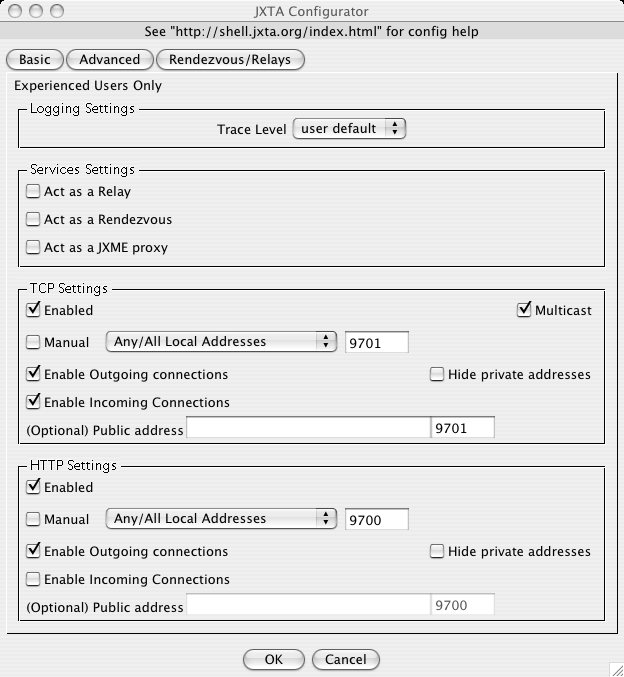 JXTA Configurator
See "http://shell.jxta.org/index.html" for config help
Basic Advanced Rendezvous/Relays
Experienced Users Only
Logging Settings
Trace Level user default
Services Settings
Act as a Relay
Act as a Rendezvous
Act as a JXME proxy
TCP Settings
Enabled Multicast
Manual Any/All Local Addresses 9701
Enable Outgoing connections Hide private addresses
Enable Incoming Connections
(Optional) Public address 9701
HTTP Settings
Enabled
Manual Any/All Local Addresses 9700
Enable Outgoing connections Hide private addresses
Enable Incoming Connections
(Optional) Public address 9700
OK Cancel